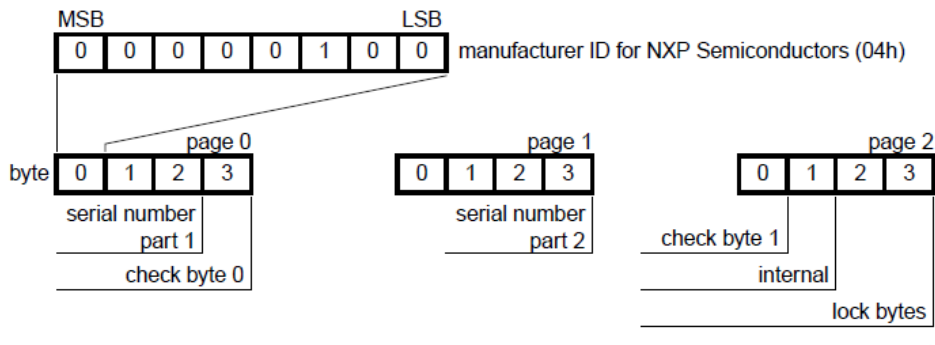 MSB LSB
0 0 0 0 0 1 0 0 manufacturer ID for NXP Semiconductors (04h)
page 0 page 1 page 2
byte 0 1 2 3 0 1 2 3 0 1 2 3
serial number serial number
part 1 part 2 check byte 1
check byte 0 internal
lock bytes